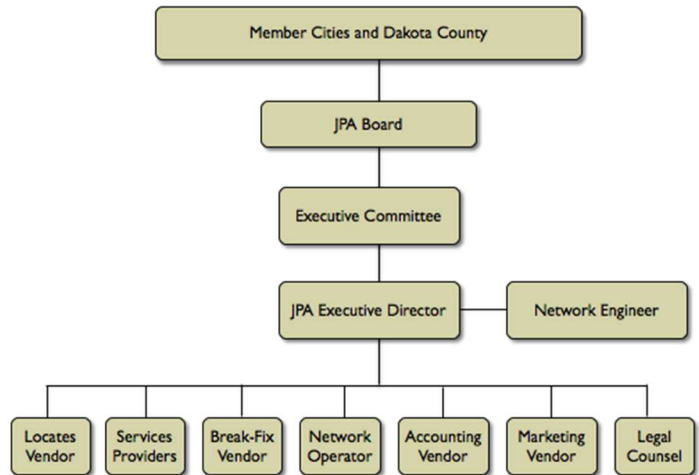 Member Cities and Dakota County
JPA Board
Executive Committee
JPA Executive Director
Network Engineer
Locates
Vendor
Services
Providers
Break-Fix
Vendor
Network
Operator
Accounting
Vendor
Marketing
Vendor
Legal
Counsel